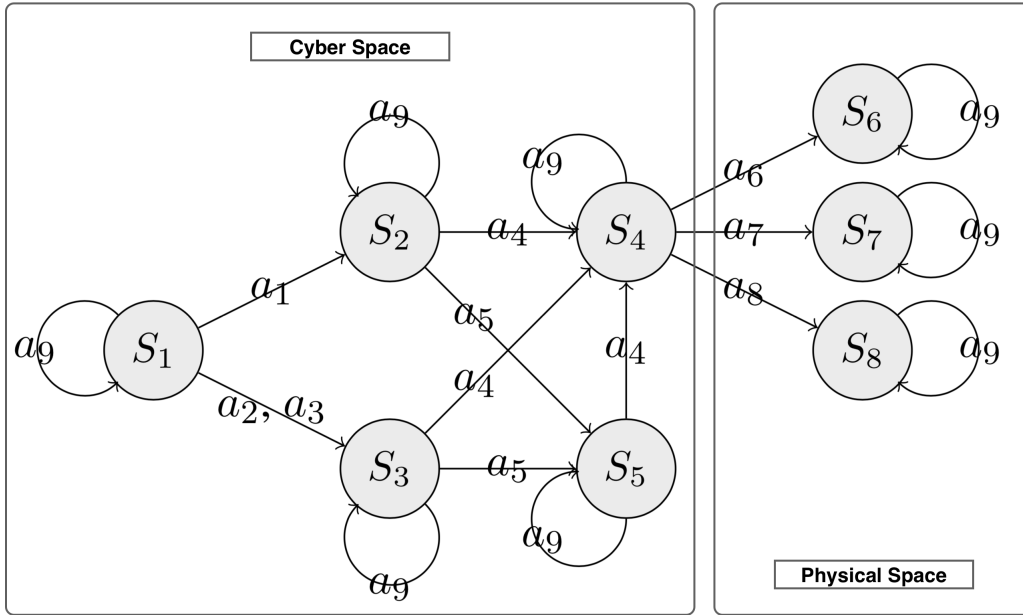 Cyber Space
a9
a9
S6
a9
a6
S2
a4
S4
a7
S7
a9
a1
a5
a8
a9
S1
a4
S8
a9
a2, a3
a4
S3
a5
S5
a9
a9
Physical Space